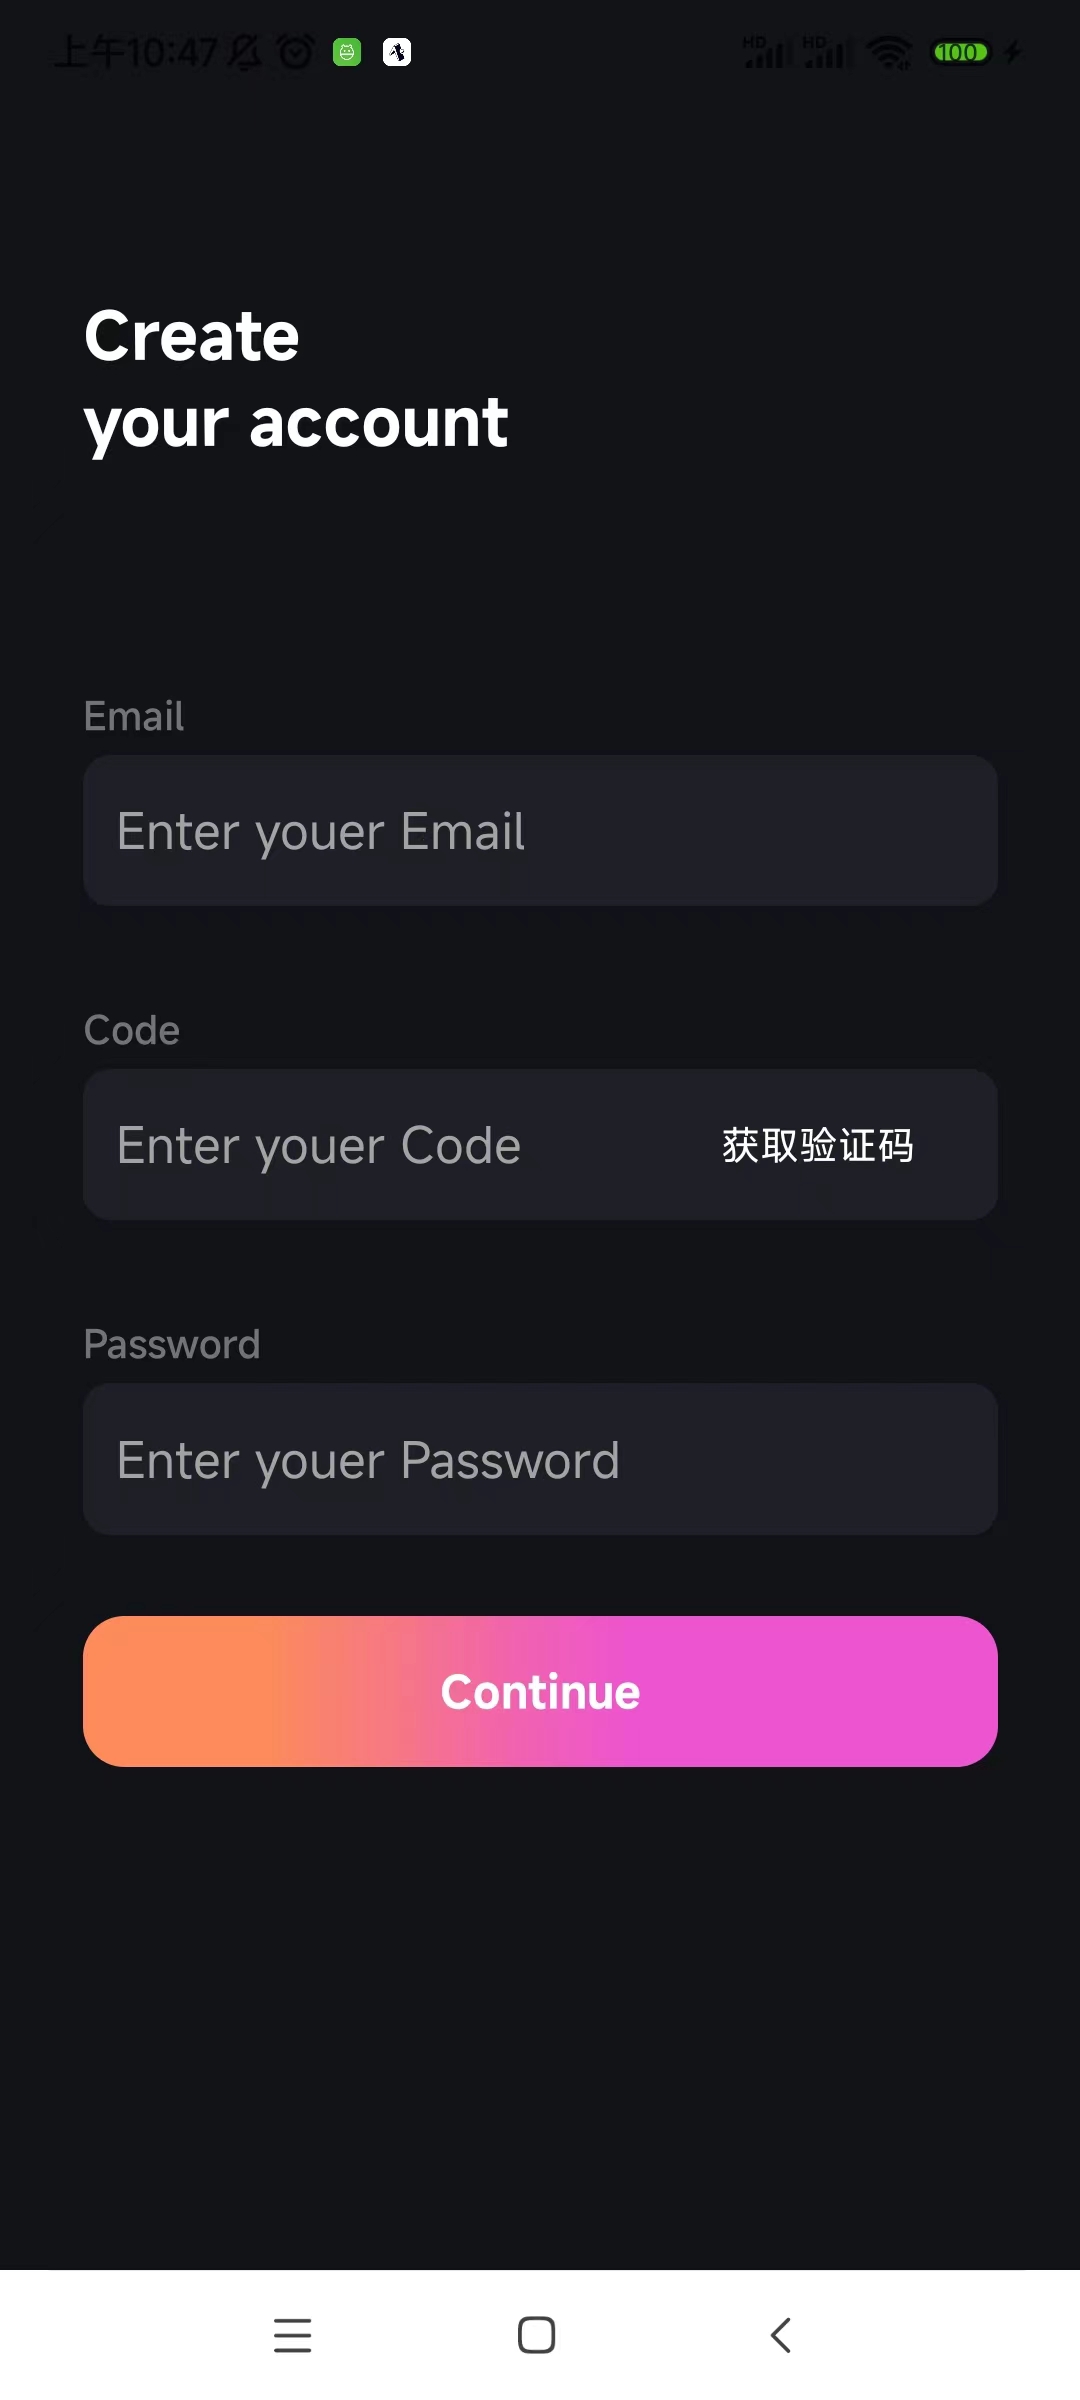 上午10:47
HD HD 100
Create
your account
Email
Enter youer Email
Code
Enter youer Code 获取验证码
Password
Enter youer Password
Continue